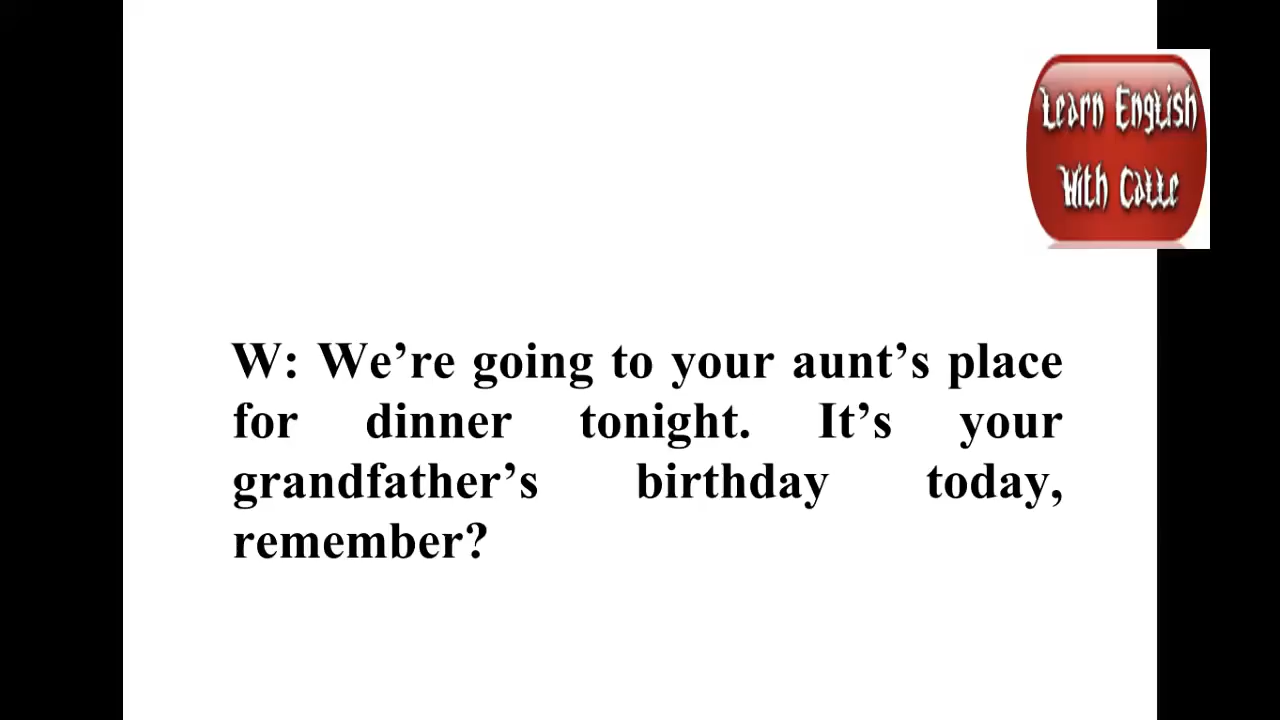 Learn English
With Catte
W: We’re going to your aunt’s place
for dinner tonight. It’s your
grandfather’s birthday today,
remember?